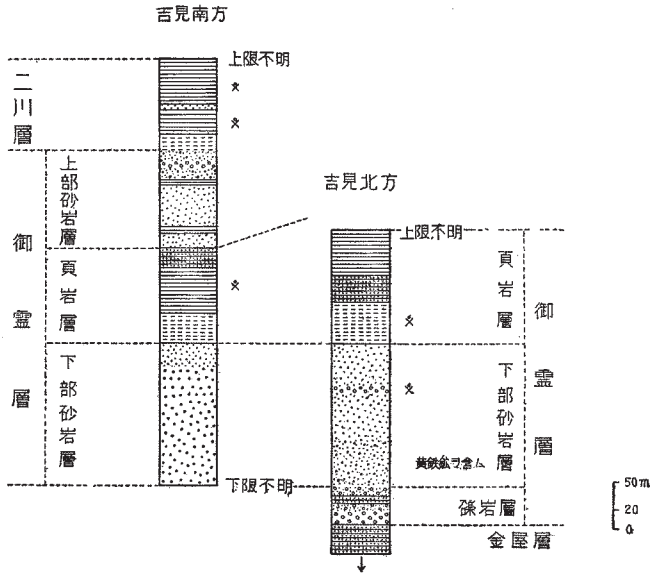 吉見南方
上限不明
二川層
御霊層
上部砂岩層
頁岩層
下部砂岩層
下限不明
吉見北方
上限不明
頁岩層
下部砂岩層
黄鉄鉱ヲ含ム
礫岩層
御霊層
金屋層
50m
20
0